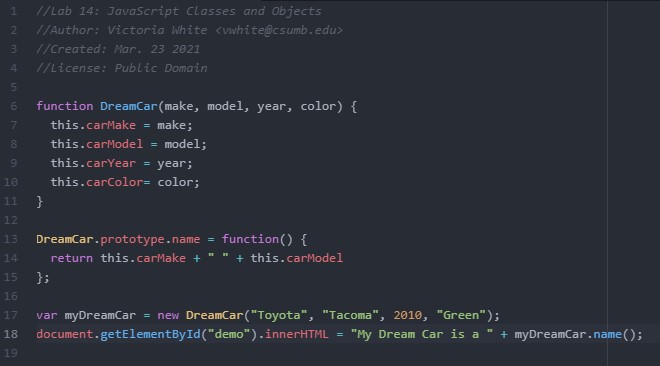 1 //Lab 14: JavaScript Classes and Objects
2 //Author: Victoria White <vwhite@csumb.edu>
3 //Created: Mar. 23 2021
4 //License: Public Domain
5
6 function DreamCar(make, model, year, color) {
7   this.carMake = make;
8   this.carModel = model;
9   this.carYear = year;
10   this.carColor= color;
11 }
12
13 DreamCar.prototype.name = function() {
14   return this.carMake + " " + this.carModel
15 };
16
17 var myDreamCar = new DreamCar("Toyota", "Tacoma", 2010, "Green");
18 document.getElementById("demo").innerHTML = "My Dream Car is a " + myDreamCar.name();
19